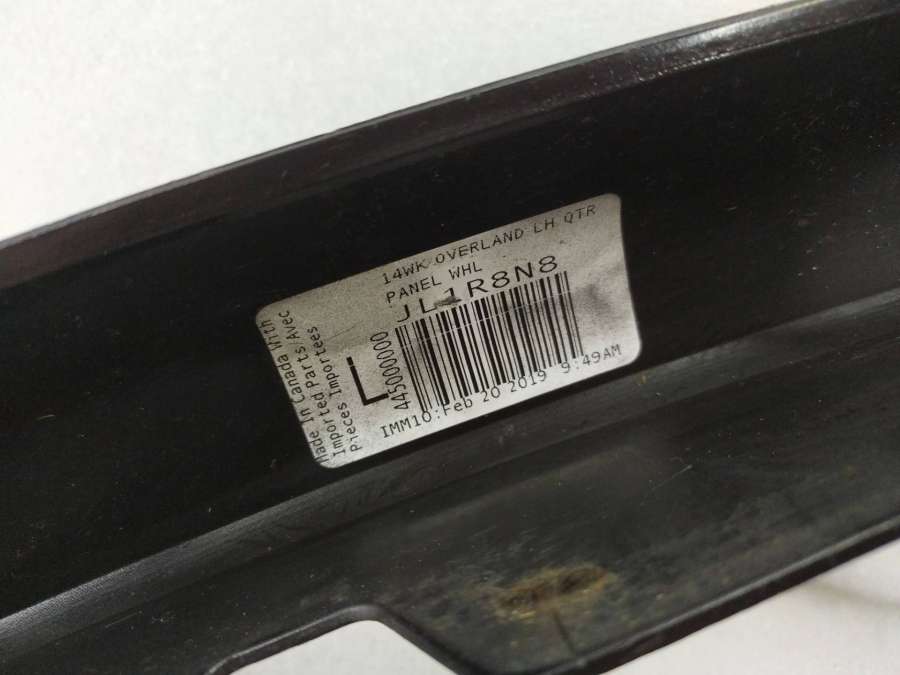 14WK OVERLAND LH QTR
PANEL WHL
JL1R8N8
L
445000000
IMM10:Feb 20 2019 9:49AM
Made In Canada With
Imported Parts/Avec
Pieces Importees